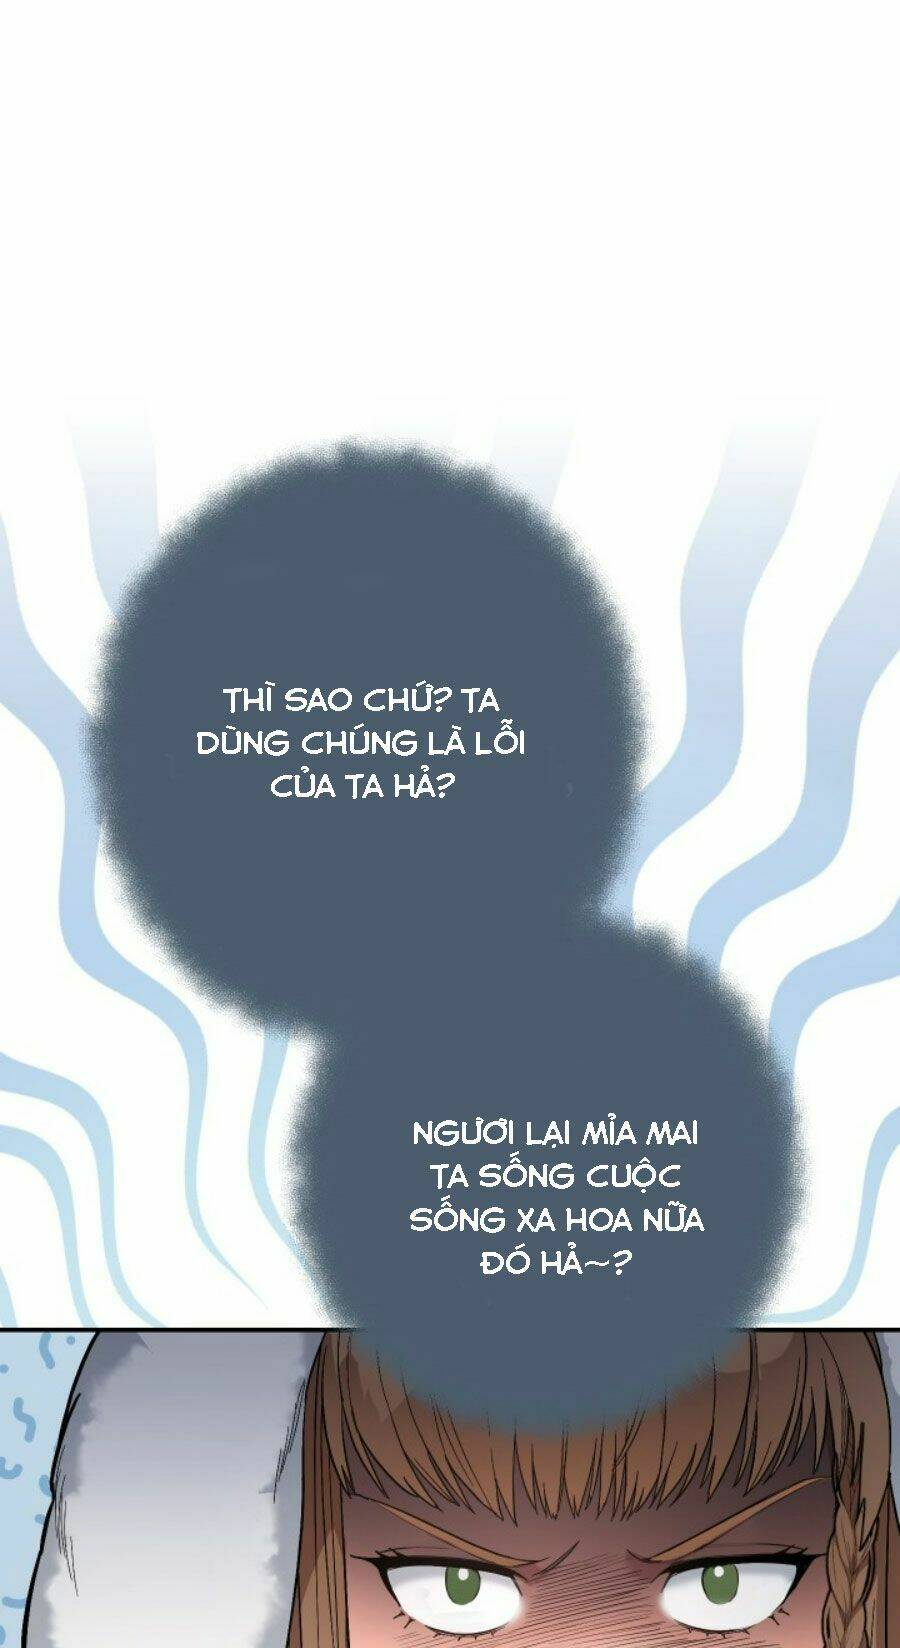 THÌ SAO CHỨ? TA
DÙNG CHÚNG LÀ LỖI
CỦA TA HẢ?
NGƯƠI LẠI MỈA MAI
TA SỐNG CUỘC
SỐNG XA HOA NỮA
ĐÓ HẢ~?